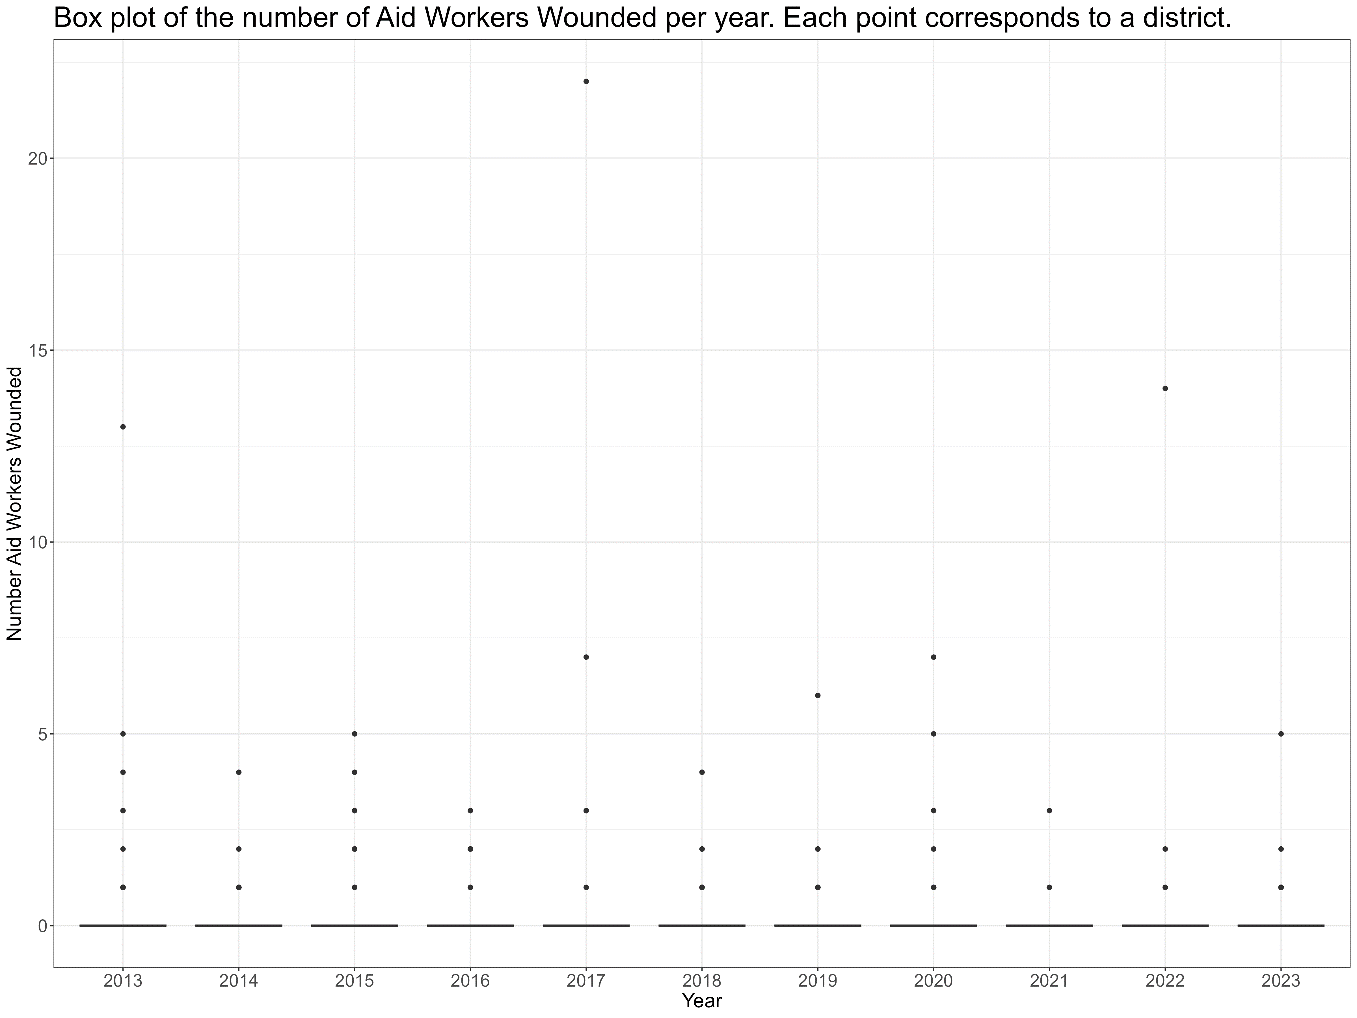 Box plot of the number of Aid Workers Wounded per year. Each point corresponds to a district.
Number Aid Workers Wounded
20
15
10
5
0
2013 2014 2015 2016 2017 2018 2019 2020 2021 2022 2023
Year